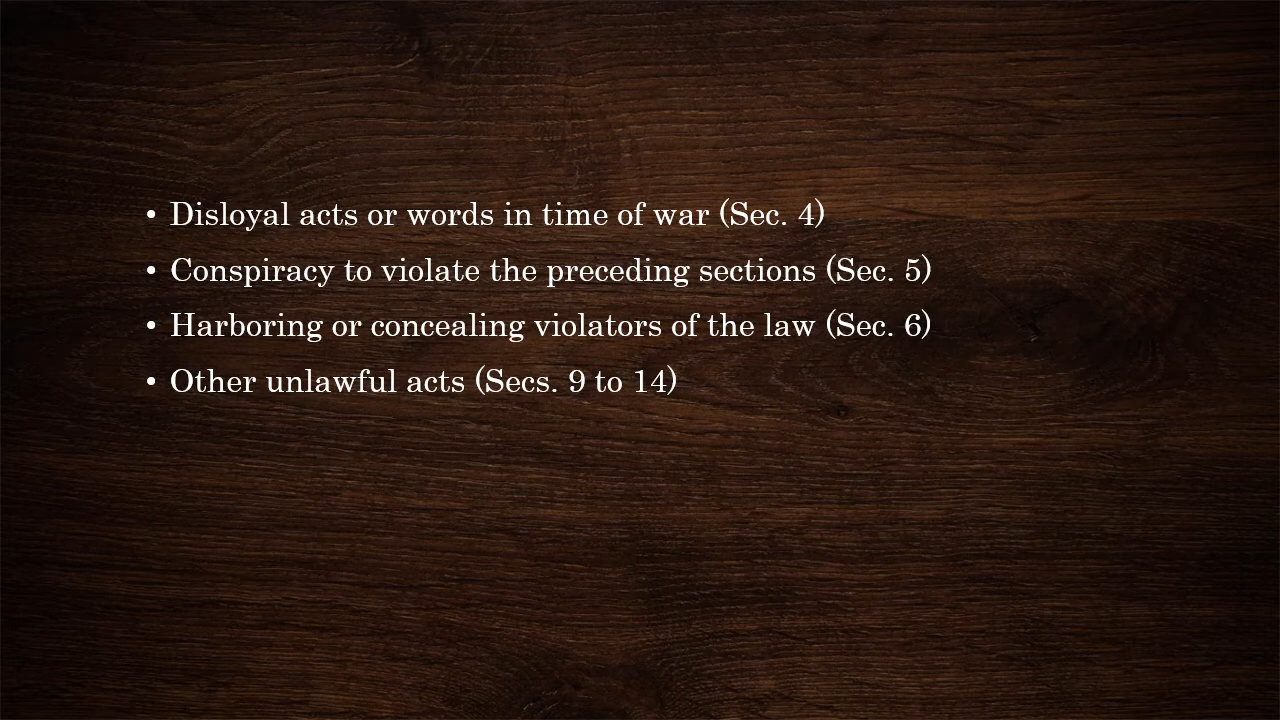 • Disloyal acts or words in time of war (Sec. 4)
• Conspiracy to violate the preceding sections (Sec. 5)
• Harboring or concealing violators of the law (Sec. 6)
• Other unlawful acts (Secs. 9 to 14)